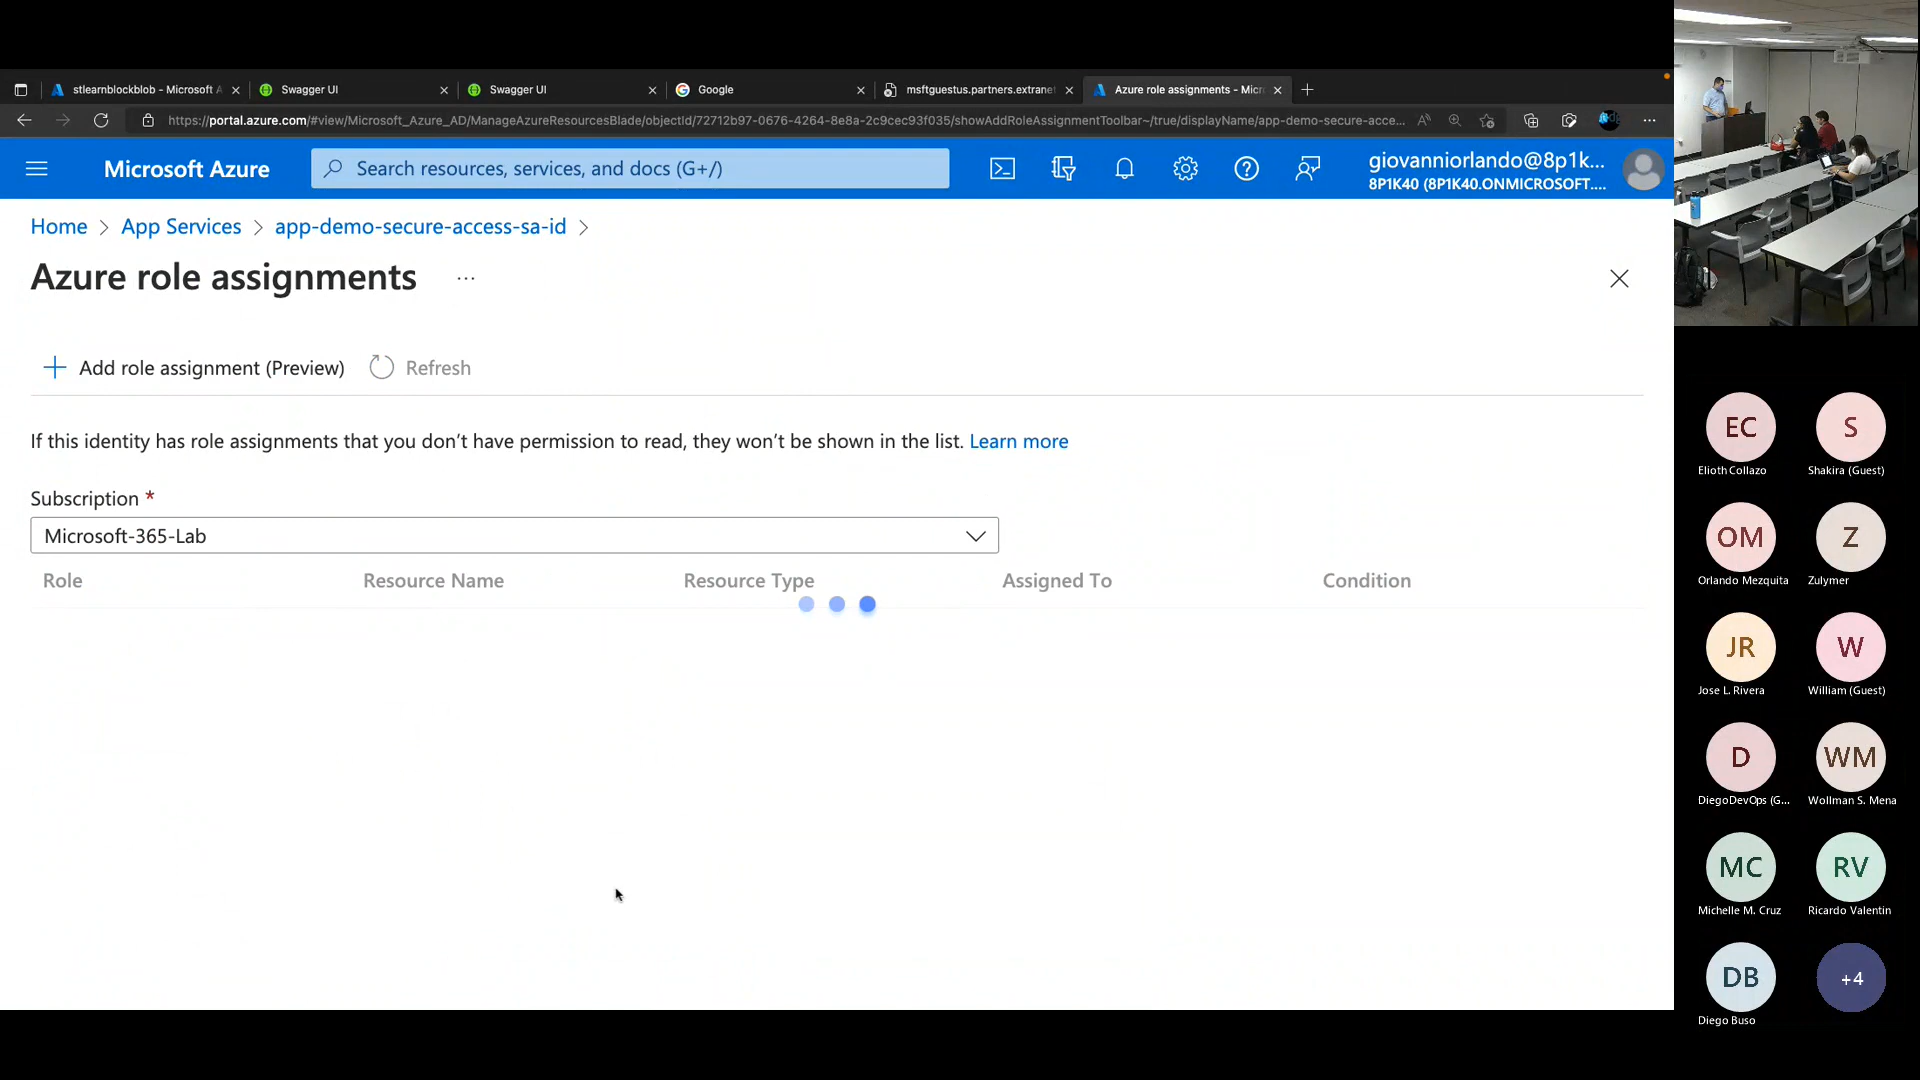 stlearnblockblob - Microsoft A
Swagger UI
Swagger UI
Google
msftguestus.partners.extrane
Azure role assignments - Micr
https://portal.azure.com/#view/Microsoft_Azure_AD/ManageAzureResourcesBlade/objectId/72712b97-0676-4264-8e8a-2c9cec93f035/showAddRoleAssignmentToolbar~/true/displayName/app-demo-secure-acce...
Microsoft Azure
Search resources, services, and docs (G+/)
giovanniorlando@8p1k...
8P1K40 (8P1K40.ONMICROSOFT....
Home > App Services > app-demo-secure-access-sa-id >
Azure role assignments ...
+ Add role assignment (Preview)
Refresh
If this identity has role assignments that you don't have permission to read, they won't be shown in the list. Learn more
Subscription *
Microsoft-365-Lab
Role Resource Name Resource Type Assigned To Condition
EC
Elioth Collazo
S
Shakira (Guest)
OM
Orlando Mezquita
Z
Zulymer
JR
Jose L. Rivera
W
William (Guest)
D
DiegoDevOps (G...
WM
Wollman S. Mena
MC
Michelle M. Cruz
RV
Ricardo Valentin
DB
Diego Buso
+4